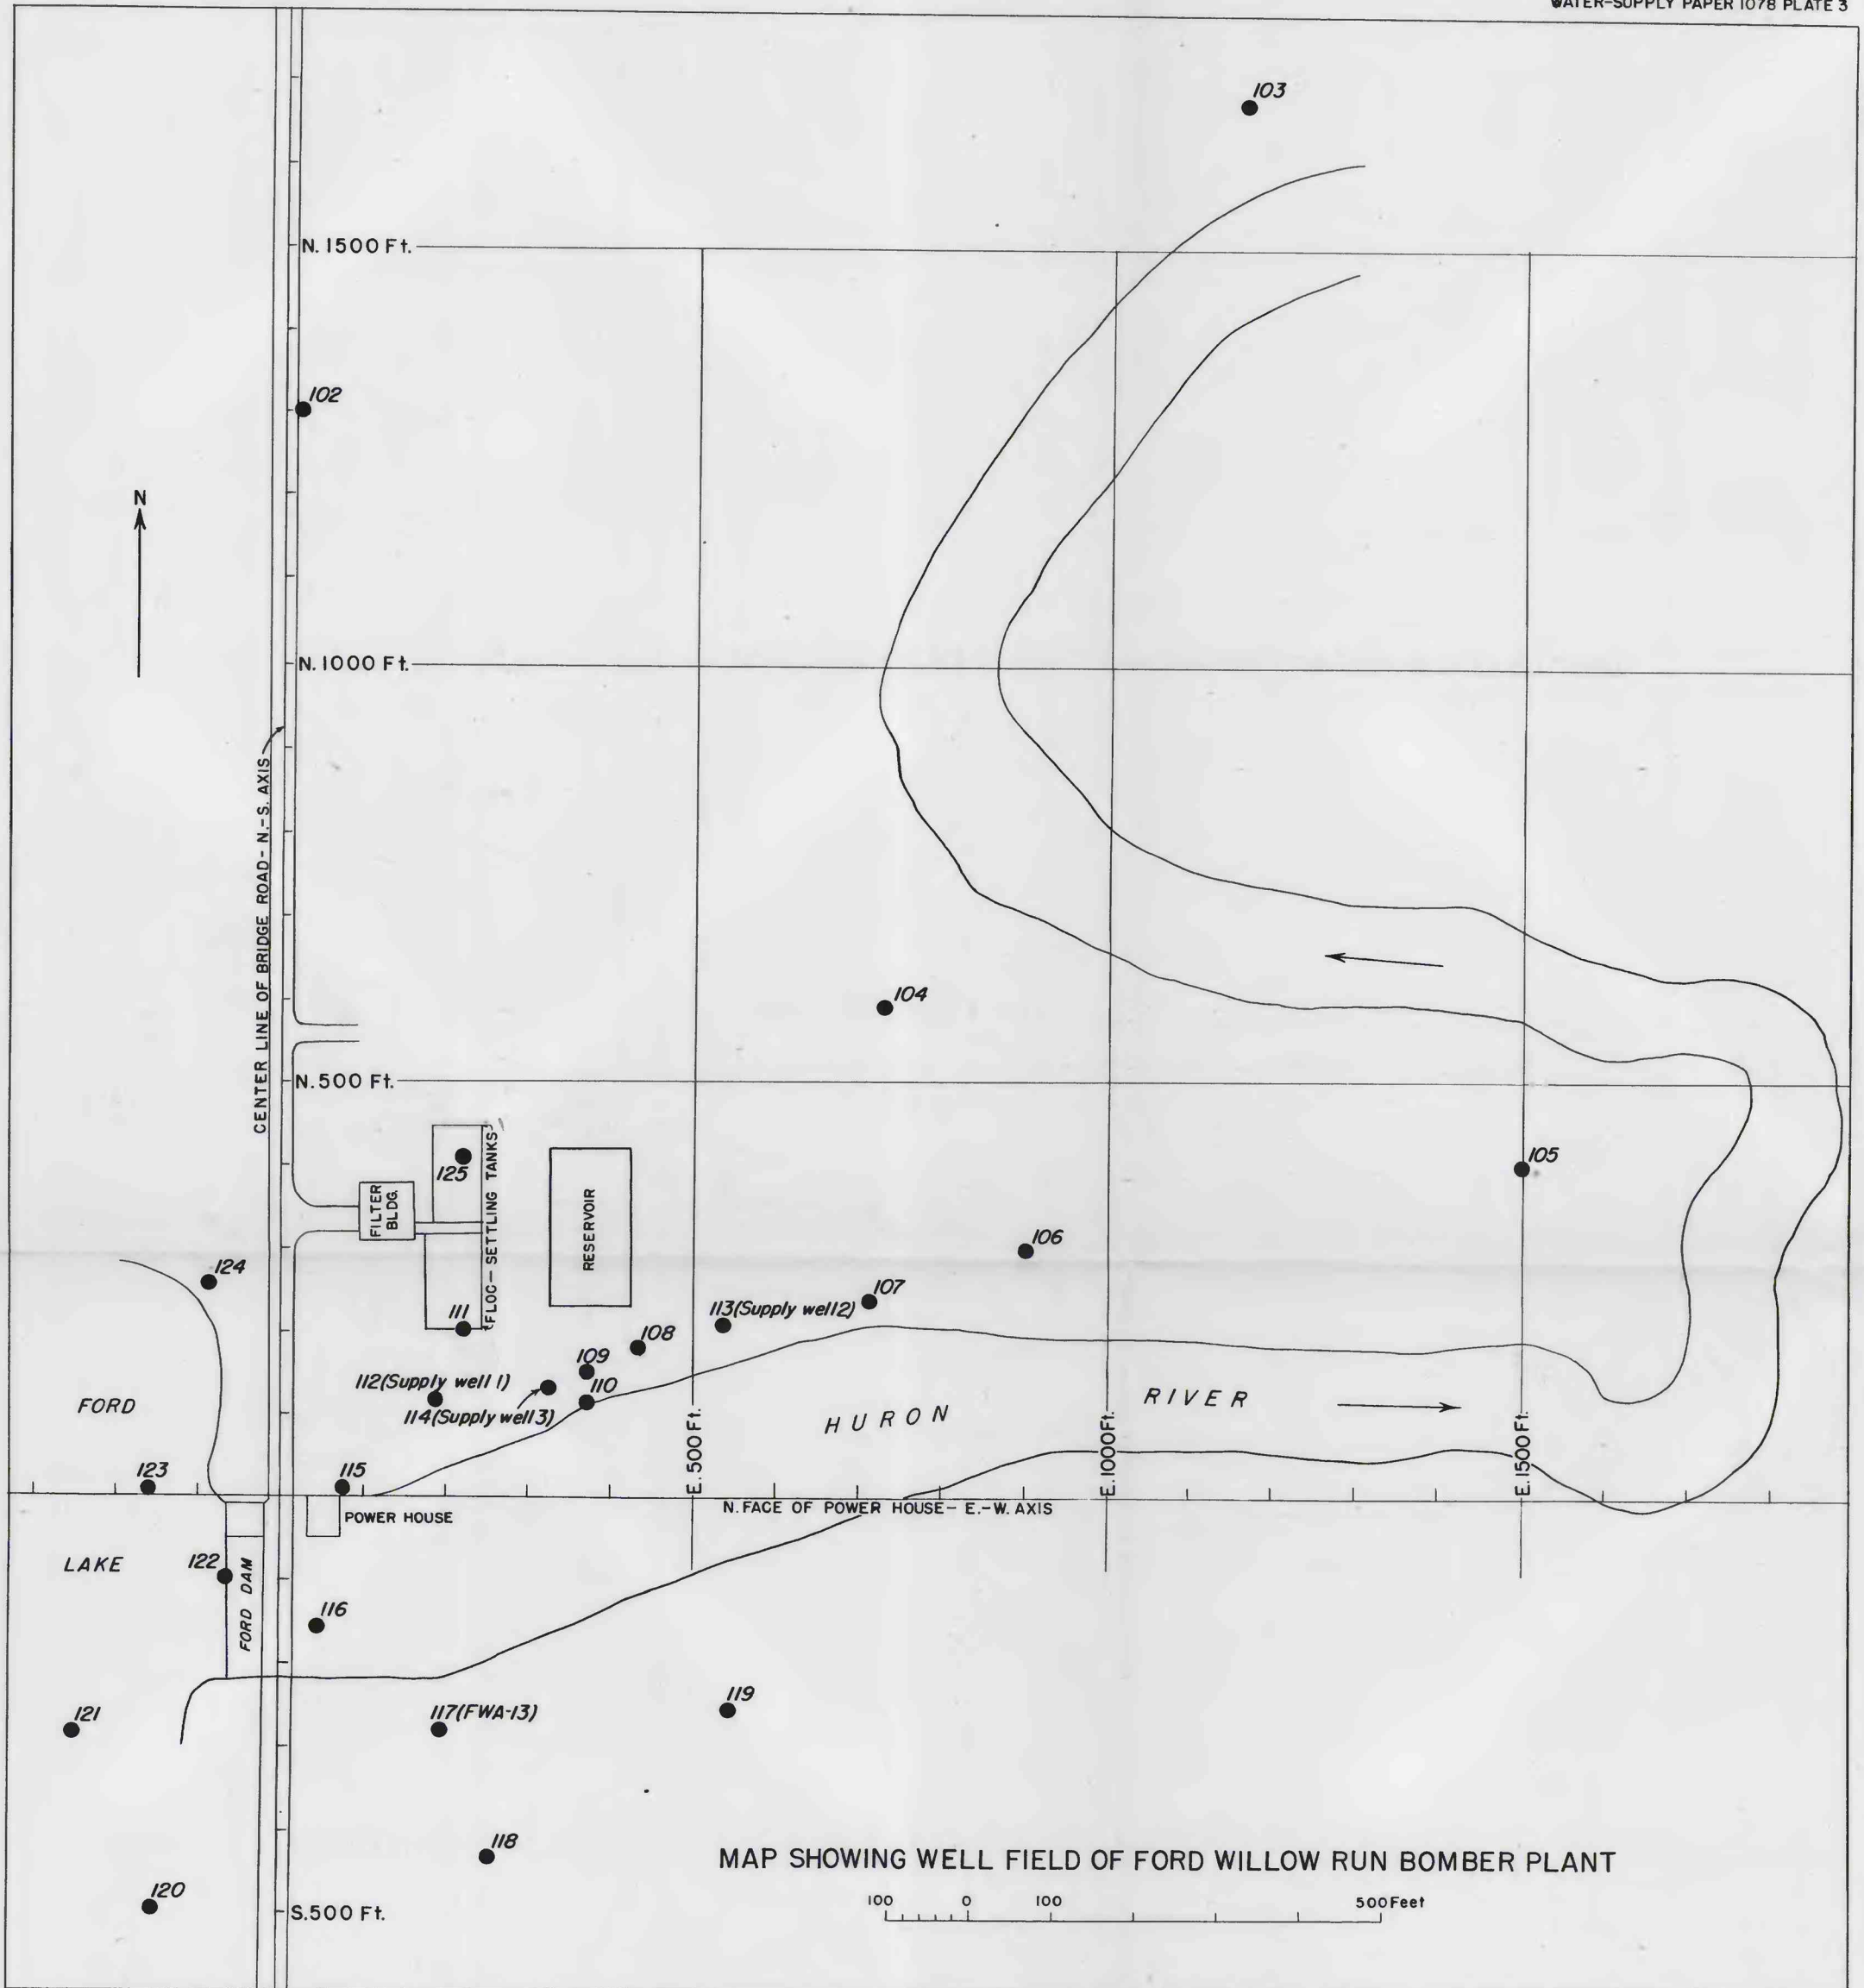 WATER-SUPPLY PAPER 1078 PLATE 3
103
N. 1500 Ft.
102
N
N. 1000 Ft.
CENTER LINE OF BRIDGE ROAD- N.-S. AXIS
104
N. 500 Ft.
125
FLOC-SETTLING TANKS
FILTER
BLDG.
RESERVOIR
105
106
124
107
113(Supply well 2)
111
108
109
112(Supply well 1)
110
114(Supply well 3)
FORD
HURON
RIVER
E. 500 Ft.
E. 1000 Ft.
E. 1500 Ft.
123
115
N. FACE OF POWER HOUSE- E.-W. AXIS
POWER HOUSE
LAKE
122
FORD DAM
116
119
121
117(FWA-13)
118
MAP SHOWING WELL FIELD OF FORD WILLOW RUN BOMBER PLANT
120
100 0 100 500 Feet
S. 500 Ft.